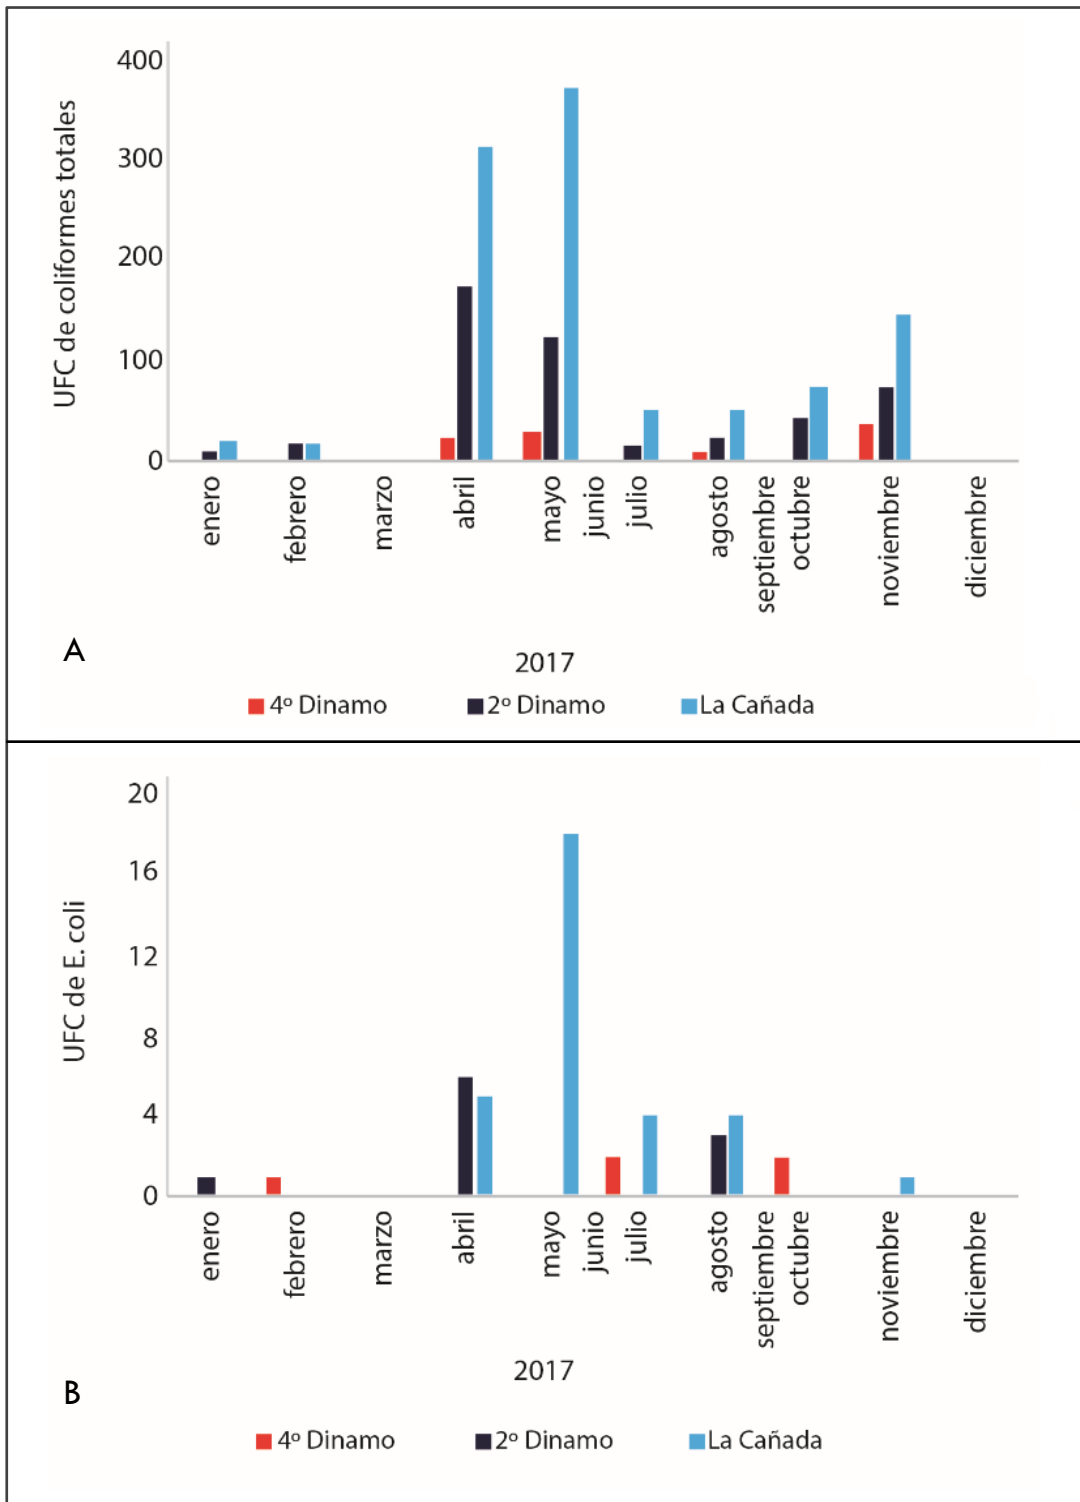 400
300
200
100
0
UFC de coliformes totales
enero
febrero
marzo
abril
mayo
junio
julio
agosto
septiembre
octubre
noviembre
diciembre
A
2017
4º Dinamo 2º Dinamo La Cañada
20
16
12
8
4
0
UFC de E. coli
enero
febrero
marzo
abril
mayo
junio
julio
agosto
septiembre
octubre
noviembre
diciembre
2017
B
4º Dinamo 2º Dinamo La Cañada